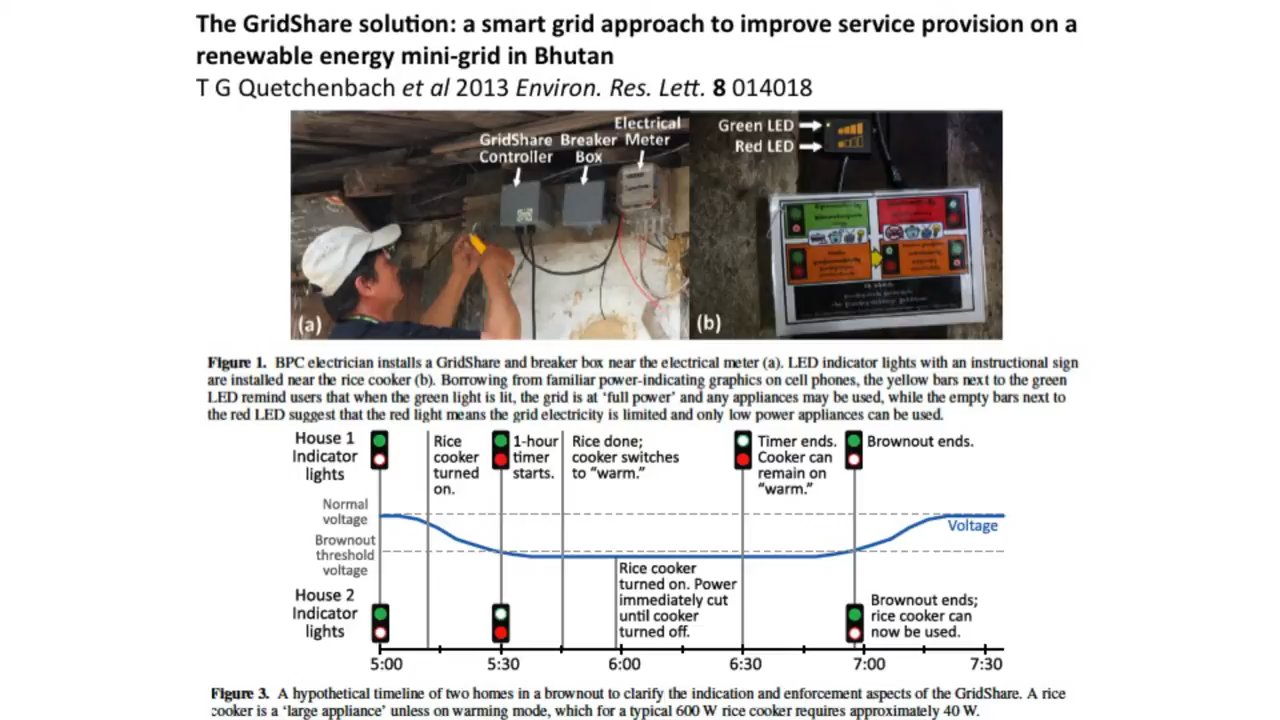 The GridShare solution: a smart grid approach to improve service provision on a
renewable energy mini-grid in Bhutan
T G Quetchenbach et al 2013 Environ. Res. Lett. 8 014018
GridShare
Controller
Breaker
Box
Electrical
Meter
(a)
Green LED
Red LED
(b)
Figure 1. BPC electrician installs a GridShare and breaker box near the electrical meter (a). LED indicator lights with an instructional sign
are installed near the rice cooker (b). Borrowing from familiar power-indicating graphics on cell phones, the yellow bars next to the green
LED remind users that when the green light is lit, the grid is at ‘full power’ and any appliances may be used, while the empty bars next to
the red LED suggest that the red light means the grid electricity is limited and only low power appliances can be used.
House 1
Indicator
lights
Rice
cooker
turned
on.
1-hour
timer
starts.
Rice done;
cooker switches
to “warm.”
Timer ends.
Cooker can
remain on
“warm.”
Brownout ends.
Normal
voltage
Voltage
Brownout
threshold
voltage
Rice cooker
turned on. Power
immediately cut
until cooker
turned off.
House 2
Indicator
lights
Brownout ends;
rice cooker can
now be used.
5:00
5:30
6:00
6:30
7:00
7:30
Figure 3. A hypothetical timeline of two homes in a brownout to clarify the indication and enforcement aspects of the GridShare. A rice
cooker is a ‘large appliance’ unless on warming mode, which for a typical 600 W rice cooker requires approximately 40 W.